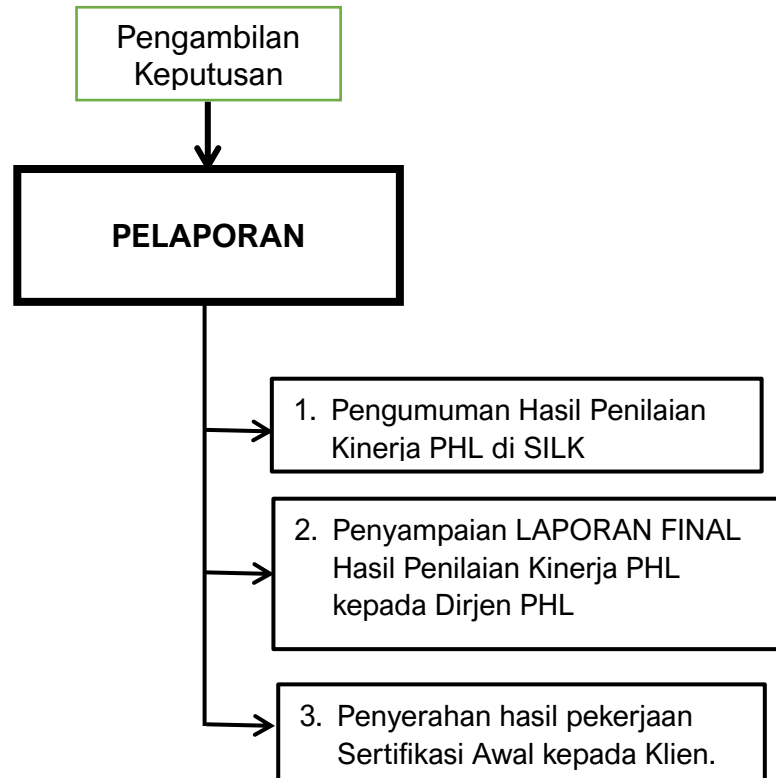 Pengambilan
Keputusan
PELAPORAN
1. Pengumuman Hasil Penilaian
Kinerja PHL di SILK
2. Penyampaian LAPORAN FINAL
Hasil Penilaian Kinerja PHL
kepada Dirjen PHL
3. Penyerahan hasil pekerjaan
Sertifikasi Awal kepada Klien.